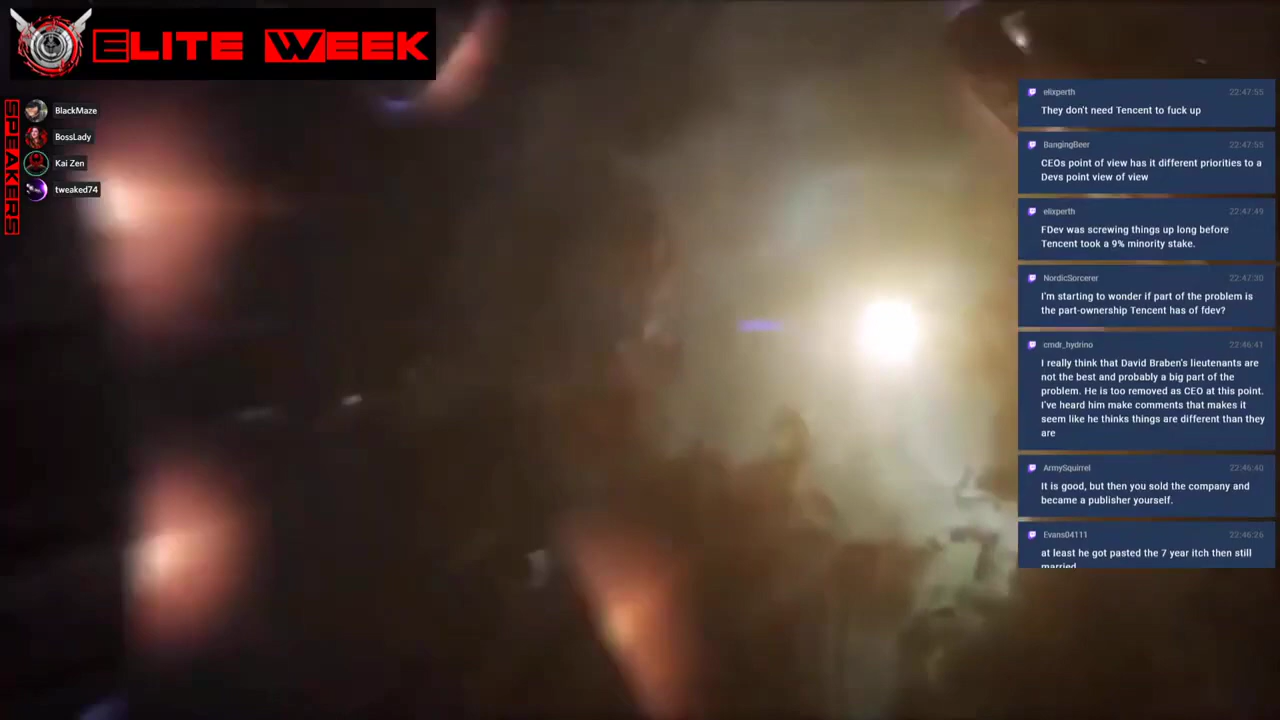 ELITE WEEK
SPEAKERS
BlackMaze
BossLady
Kai Zen
tweaked74
elixperth 22:47:55
They don't need Tencent to fuck up
BangingBeer 22:47:55
CEOs point of view has it different priorities to a
Devs point view of view
elixperth 22:47:49
FDev was screwing things up long before
Tencent took a 9% minority stake.
NordicSorcerer 22:47:30
I'm starting to wonder if part of the problem is
the part-ownership Tencent has of fdev?
cmdr_hydrino 22:46:41
I really think that David Braben's lieutenants are
not the best and probably a big part of the
problem. He is too removed as CEO at this point.
I've heard him make comments that makes it
seem like he thinks things are different than they
are
ArmySquirrel 22:46:40
It is good, but then you sold the company and
became a publisher yourself.
Evans04111 22:46:26
at least he got pasted the 7 year itch then still
married